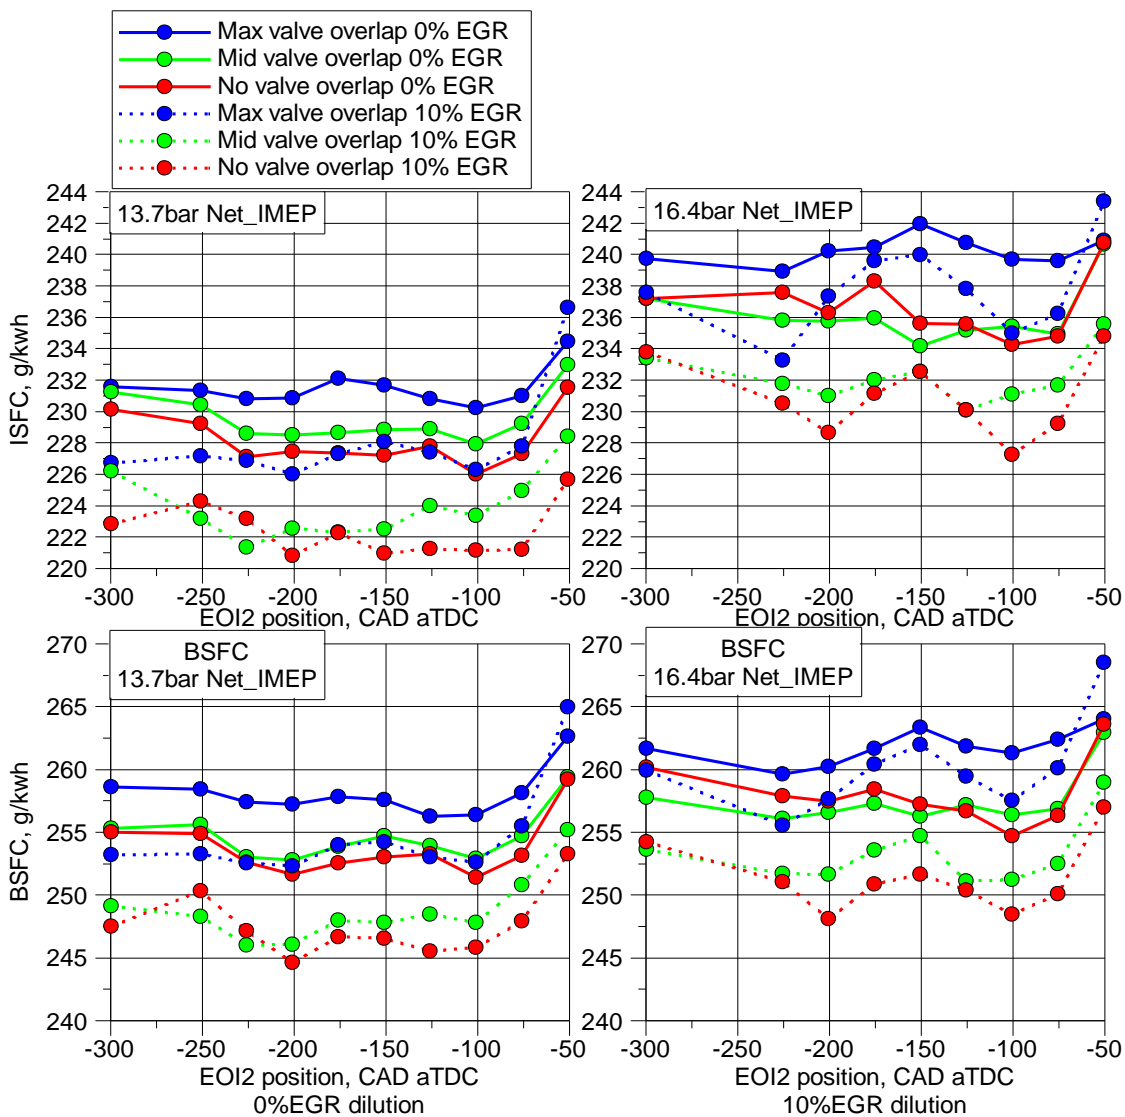 Max valve overlap 0% EGR
Mid valve overlap 0% EGR
No valve overlap 0% EGR
Max valve overlap 10% EGR
Mid valve overlap 10% EGR
No valve overlap 10% EGR
13.7bar Net_IMEP
244
242
240
238
236
234
232
230
228
226
224
222
220
ISFC, g/kwh
-300 -250 -200 -150 -100 -50
EOI2 position, CAD aTDC
16.4bar Net_IMEP
244
242
240
238
236
234
232
230
228
226
224
222
220
-300 -250 -200 -150 -100 -50
EOI2 position, CAD aTDC
BSFC
13.7bar Net_IMEP
270
265
260
255
250
245
240
BSFC, g/kwh
-300 -250 -200 -150 -100 -50
EOI2 position, CAD aTDC
0%EGR dilution
BSFC
16.4bar Net_IMEP
270
265
260
255
250
245
240
-300 -250 -200 -150 -100 -50
EOI2 position, CAD aTDC
10%EGR dilution